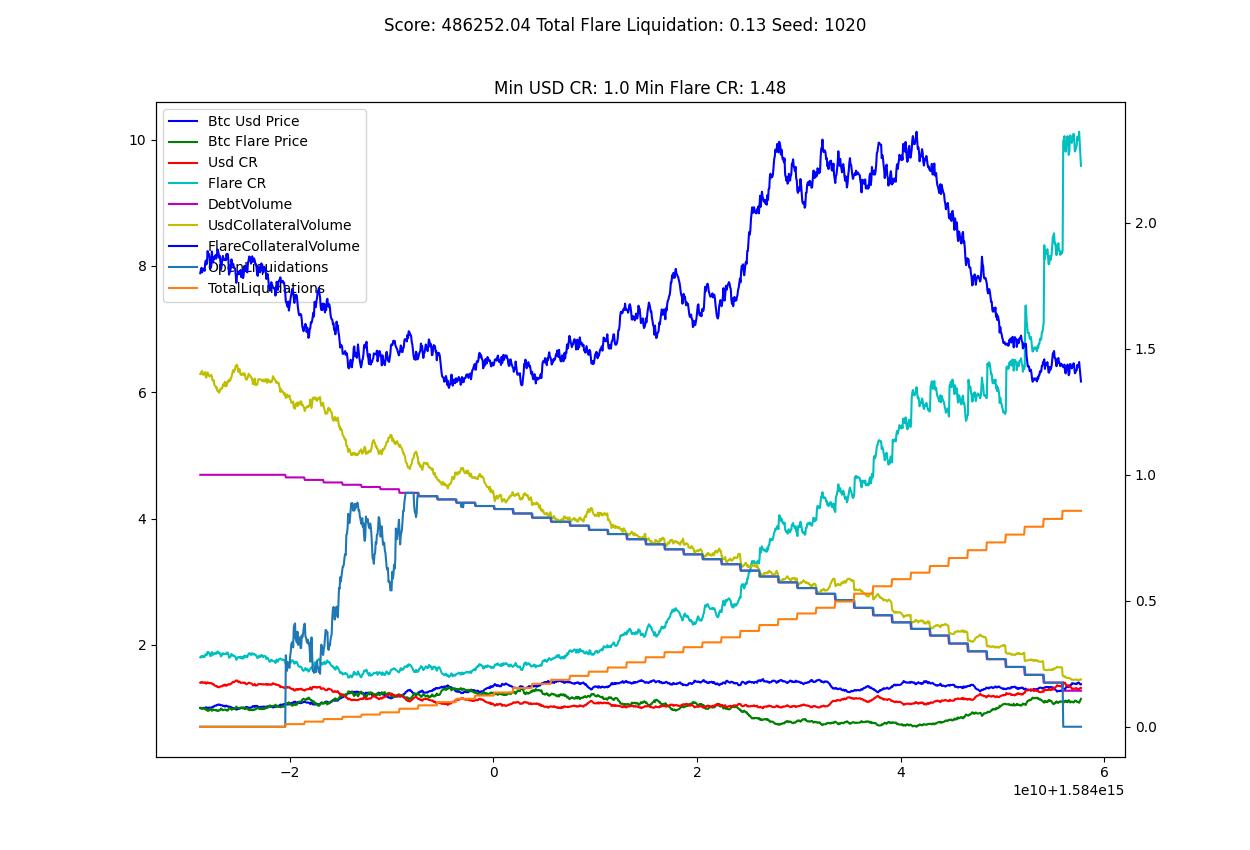 Score: 486252.04 Total Flare Liquidation: 0.13 Seed: 1020
Min USD CR: 1.0 Min Flare CR: 1.48
Btc Usd Price
Btc Flare Price
Usd CR
Flare CR
DebtVolume
UsdCollateralVolume
FlareCollateralVolume
OpenLiquidations
TotalLiquidations
10
8
6
4
2
2.0
1.5
1.0
0.5
0.0
−2
0
2
4
6
1e10+1.584e15